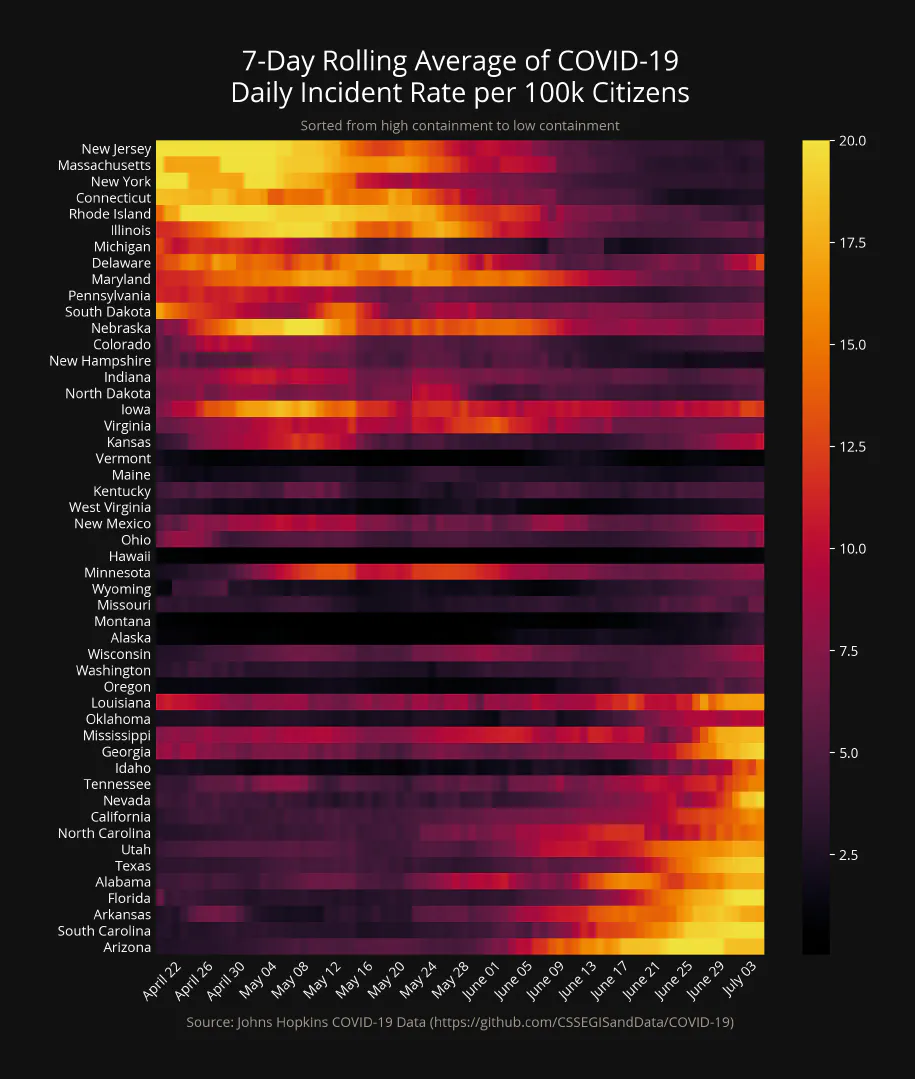 7-Day Rolling Average of COVID-19
Daily Incident Rate per 100k Citizens
Sorted from high containment to low containment
New Jersey
Massachusetts
New York
Connecticut
Rhode Island
Illinois
Michigan
Delaware
Maryland
Pennsylvania
South Dakota
Nebraska
Colorado
New Hampshire
Indiana
North Dakota
Iowa
Virginia
Kansas
Vermont
Maine
Kentucky
West Virginia
New Mexico
Ohio
Hawaii
Minnesota
Wyoming
Missouri
Montana
Alaska
Wisconsin
Washington
Oregon
Louisiana
Oklahoma
Mississippi
Georgia
Idaho
Tennessee
Nevada
California
North Carolina
Utah
Texas
Alabama
Florida
Arkansas
South Carolina
Arizona
20.0
17.5
15.0
12.5
10.0
7.5
5.0
2.5
April 22
April 26
April 30
May 04
May 08
May 12
May 16
May 20
May 24
May 28
June 01
June 05
June 09
June 13
June 17
June 21
June 25
June 29
July 03
Source: Johns Hopkins COVID-19 Data (https://github.com/CSSEGISandData/COVID-19)